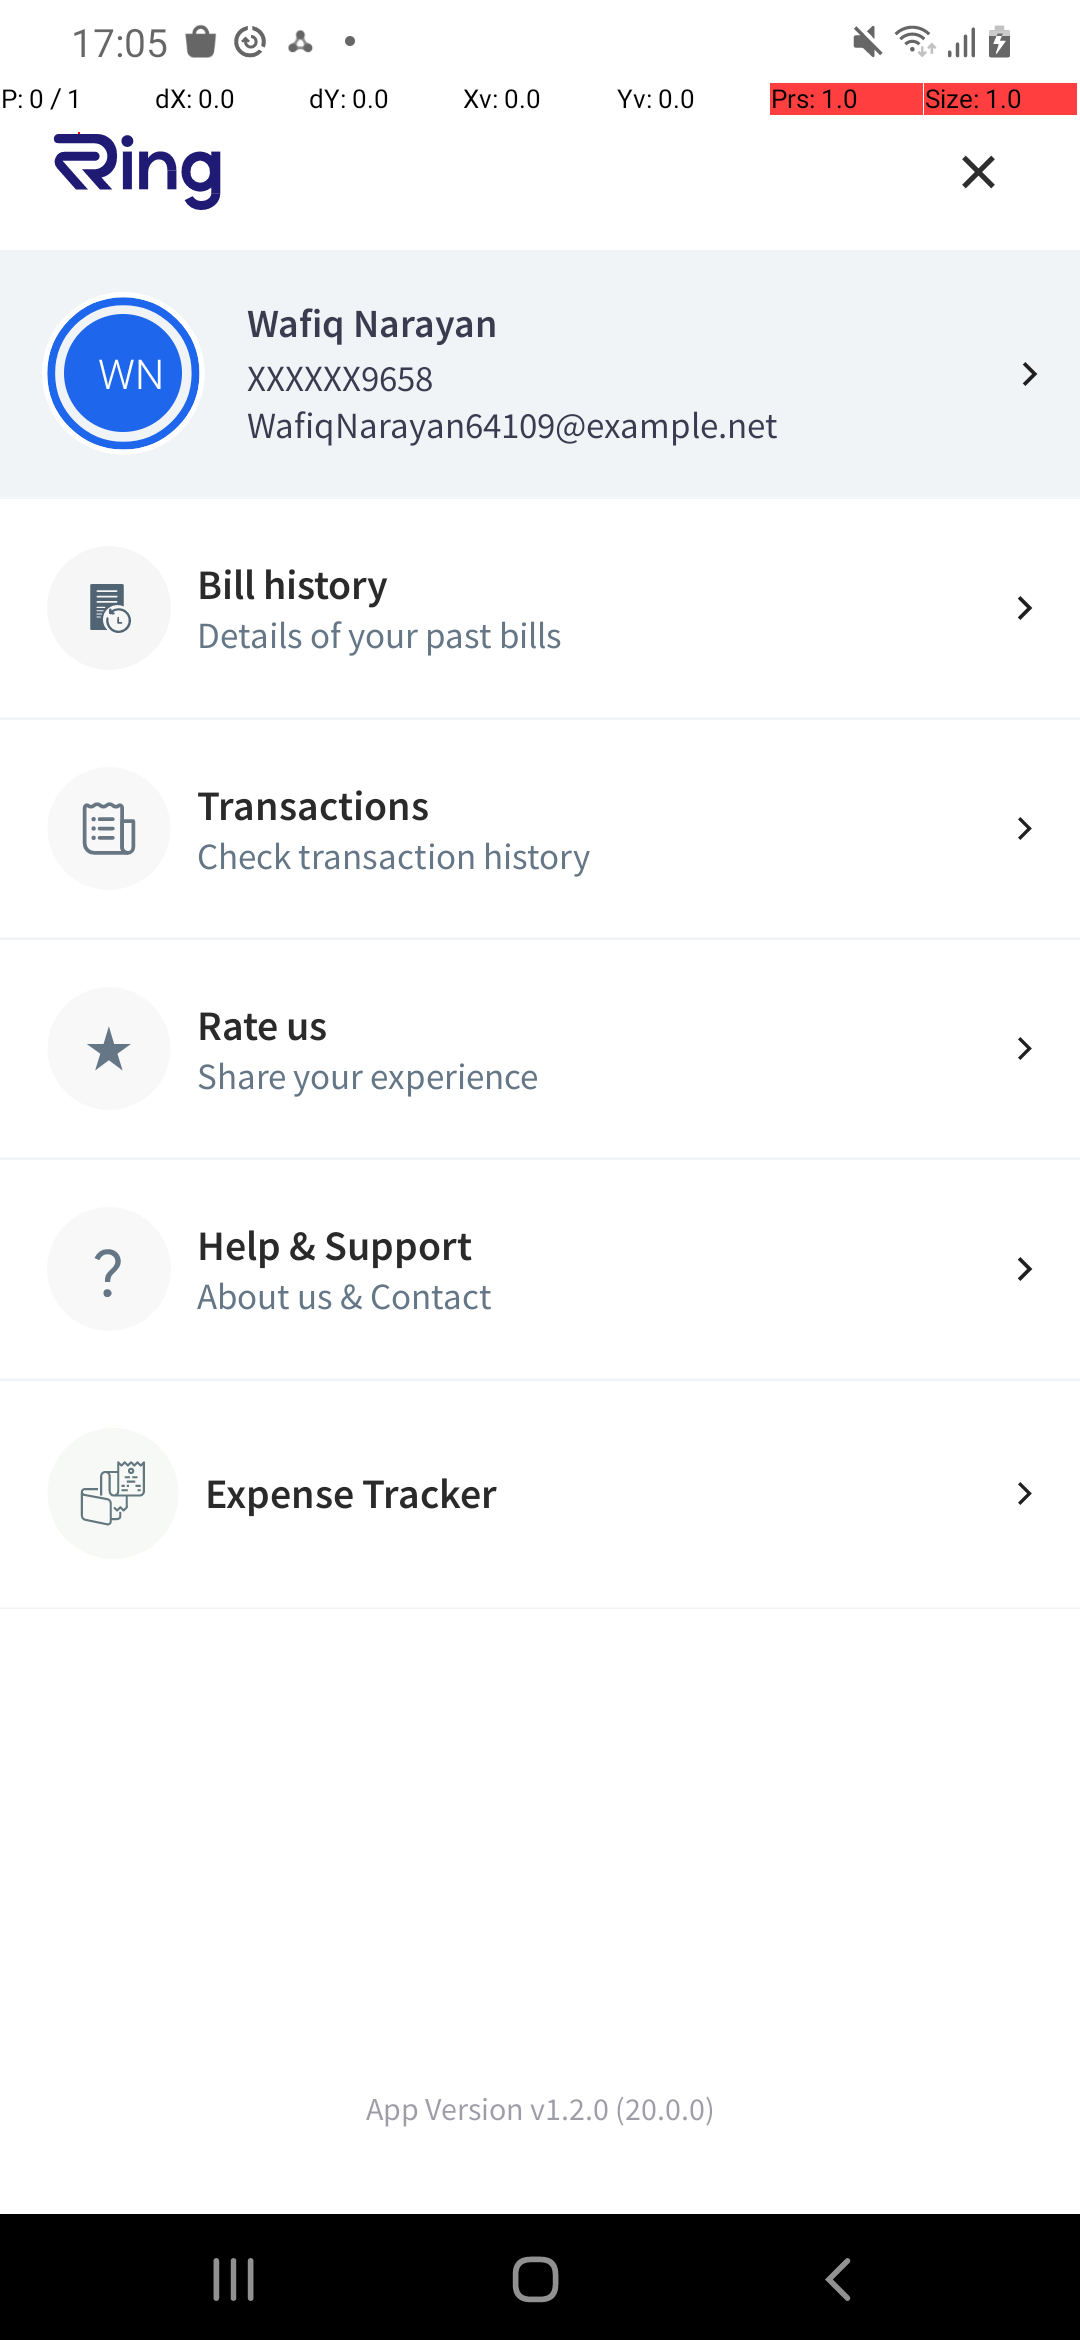 17:05
P: 0 / 1 dX: 0.0 dY: 0.0 Xv: 0.0 Yv: 0.0 Prs: 1.0 Size: 1.0
Ring
WN
Wafiq Narayan
XXXXXX9658
WafiqNarayan64109@example.net
Bill history
Details of your past bills
Transactions
Check transaction history
Rate us
Share your experience
Help & Support
About us & Contact
Expense Tracker
App Version v1.2.0 (20.0.0)